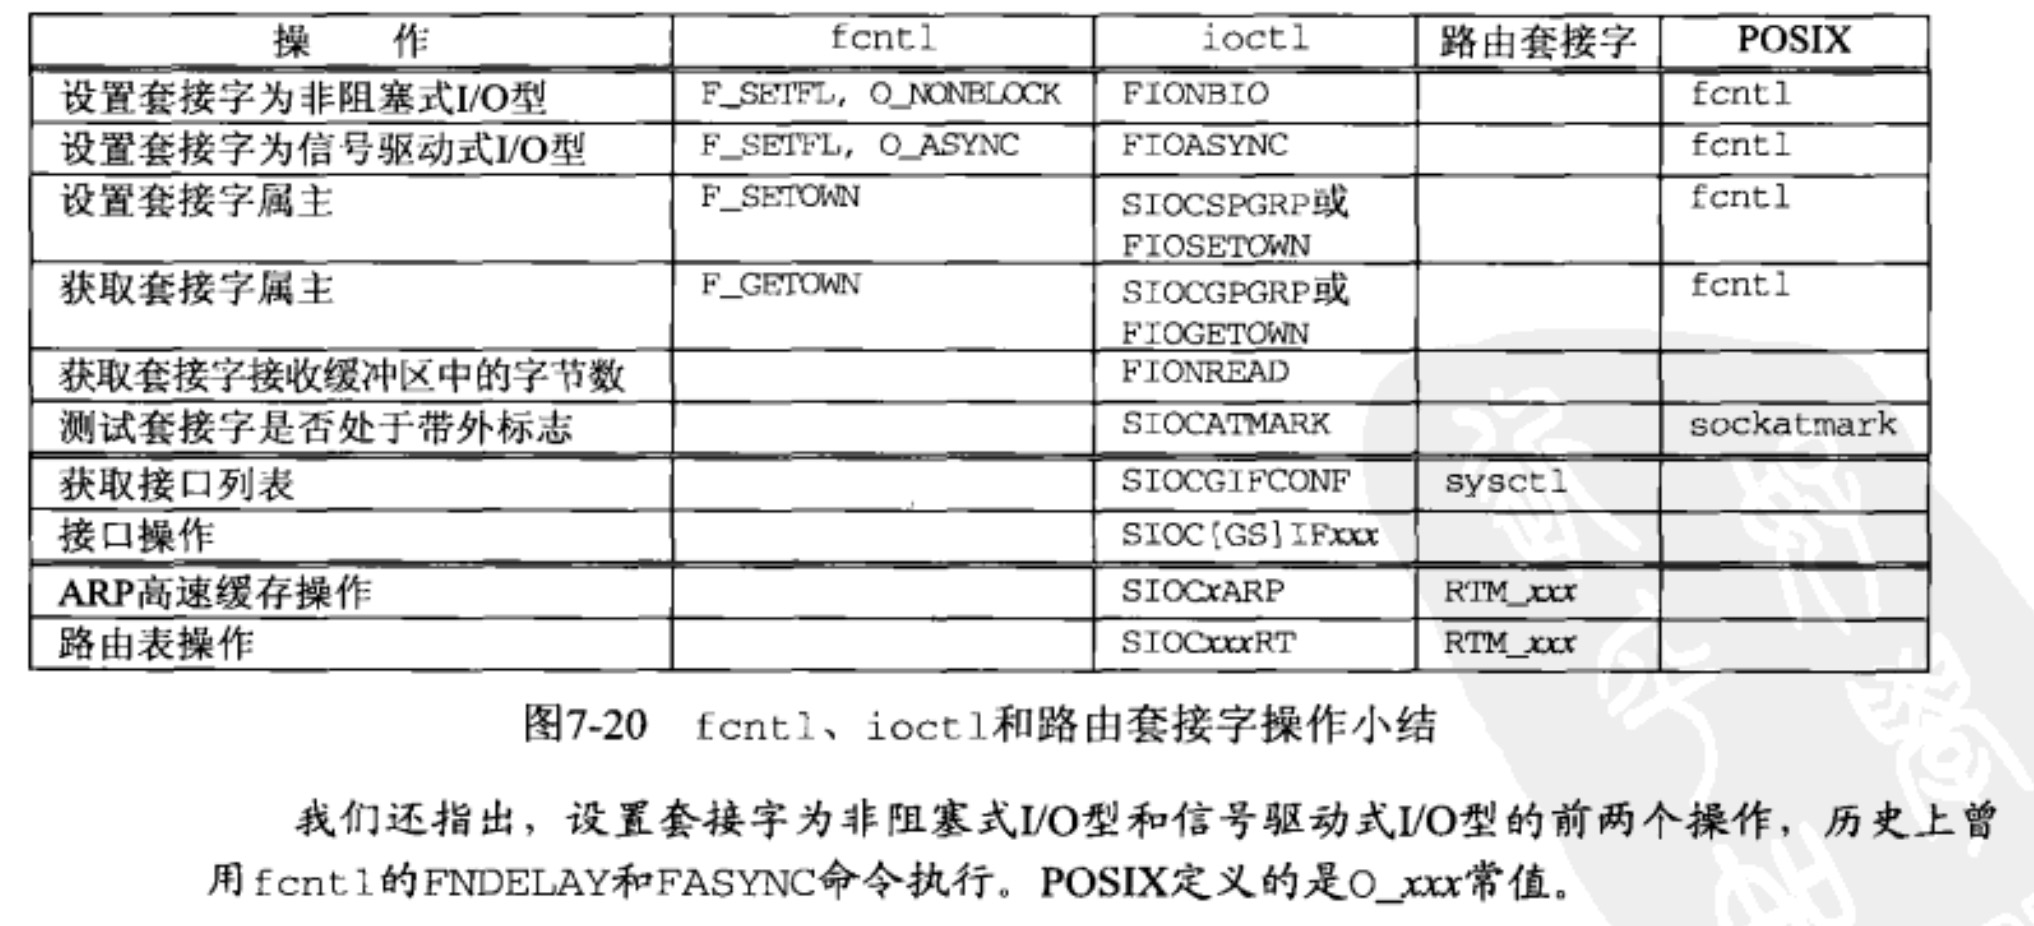 操 作 fcntl ioctl 路由套接字 POSIX
设置套接字为非阻塞式I/O型 F_SETFL, O_NONBLOCK FIONBIO fcntl
设置套接字为信号驱动式I/O型 F_SETFL, O_ASYNC FIOASYNC fcntl
设置套接字属主 F_SETOWN SIOCSPGRP或 fcntl
FIOSETOWN
获取套接字属主 F_GETOWN SIOCGPGRP或 fcntl
FIOGETOWN
获取套接字接收缓冲区中的字节数 FIONREAD
测试套接字是否处于带外标志 SIOCATMARK sockatmark
获取接口列表 SIOCGIFCONF sysctl
接口操作 SIOC[GS]IFxxx
ARP高速缓存操作 SIOCxARP RTM_xxx
路由表操作 SIOCxxxRT RTM_xxx
图7-20 fcntl、ioctl和路由套接字操作小结
我们还指出，设置套接字为非阻塞式I/O型和信号驱动式I/O型的前两个操作，历史上曾
用fcntl的FNDELAY和FASYNC命令执行。POSIX定义的是O_xxx常值。